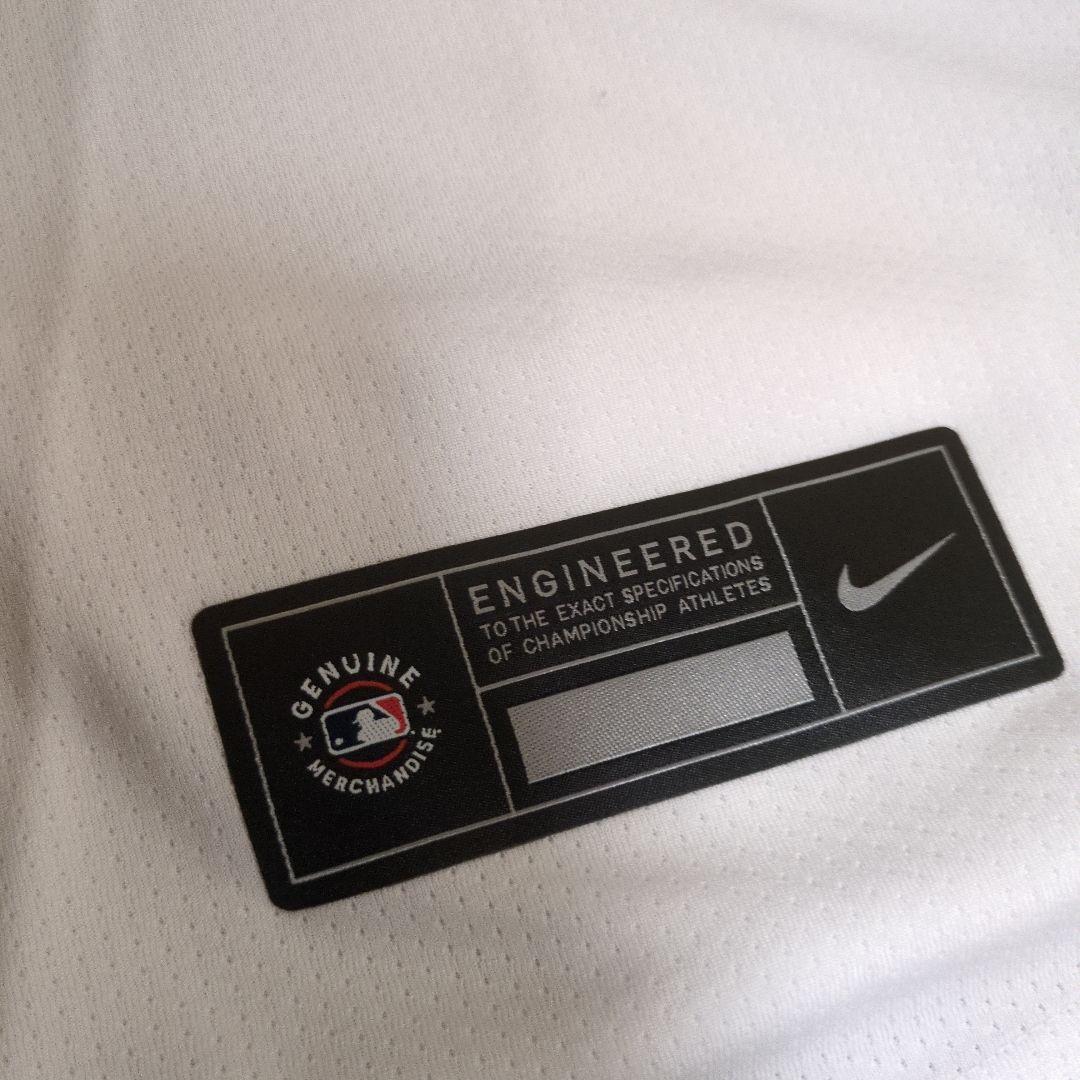 GENUINE
MERCHANDISE
ENGINEERED
TO THE EXACT SPECIFICATIONS
OF CHAMPIONSHIP ATHLETES